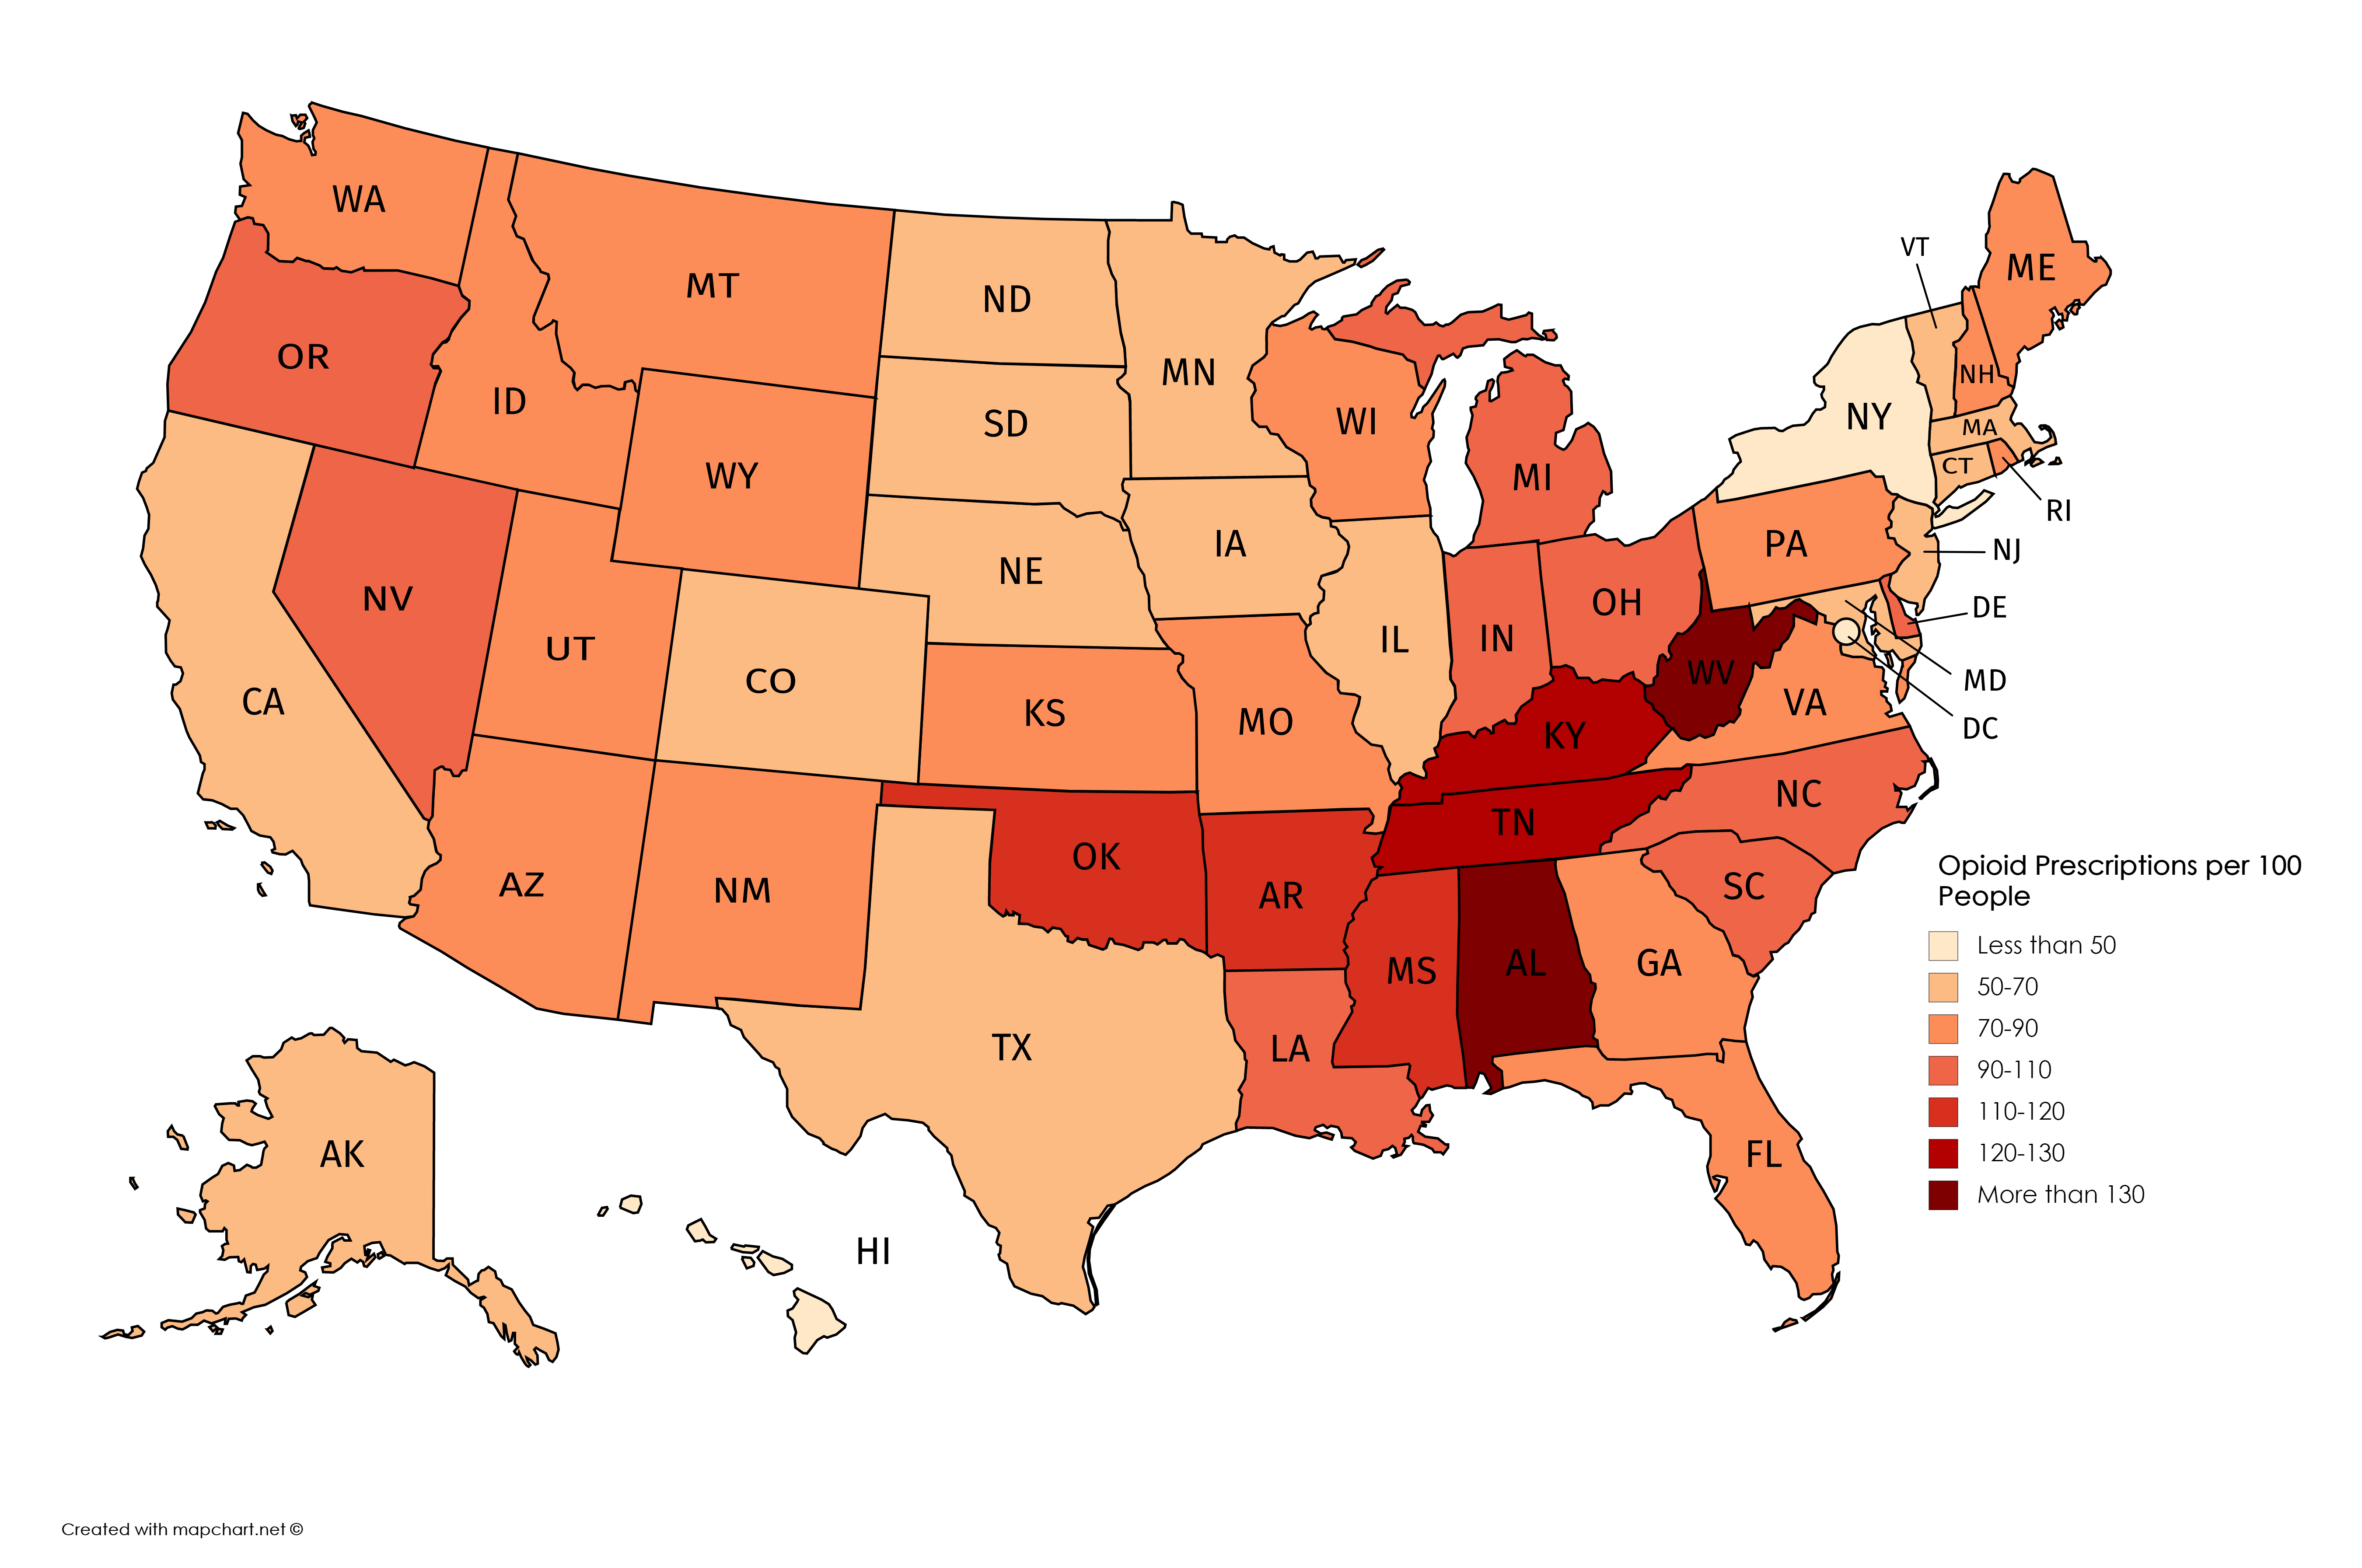 WA
VT
ME
MT
ND
OR
MN
NH
ID
NY
SD
WI
MA
WY
CT
MI
RI
IA
PA
NJ
NE
NV
OH
DE
IN
IL
UT
WV
MD
CO
CA
VA
KS
MO
DC
KY
NC
TN
OK
Opioid Prescriptions per 100
People
AZ
NM
AR
SC
Less than 50
MS
AL
GA
50-70
70-90
TX
LA
90-110
110-120
AK
FL
120-130
More than 130
HI
Created with mapchart.net ©